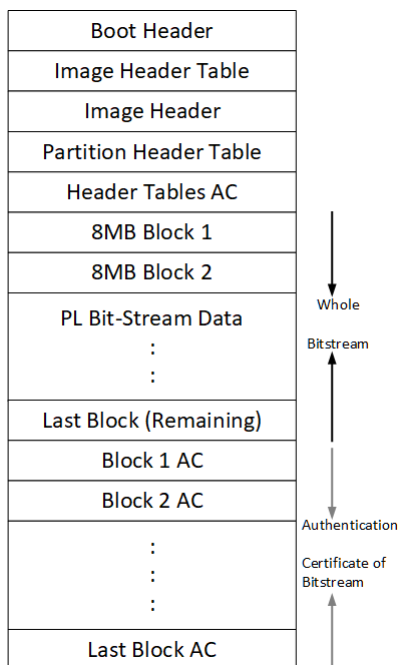 Boot Header
Image Header Table
Image Header
Partition Header Table
Header Tables AC
8MB Block 1
8MB Block 2
PL Bit-Stream Data
:
:
Last Block (Remaining)
Block 1 AC
Block 2 AC
:
:
:
Last Block AC
Whole
Bitstream
Authentication
Certificate of
Bitstream